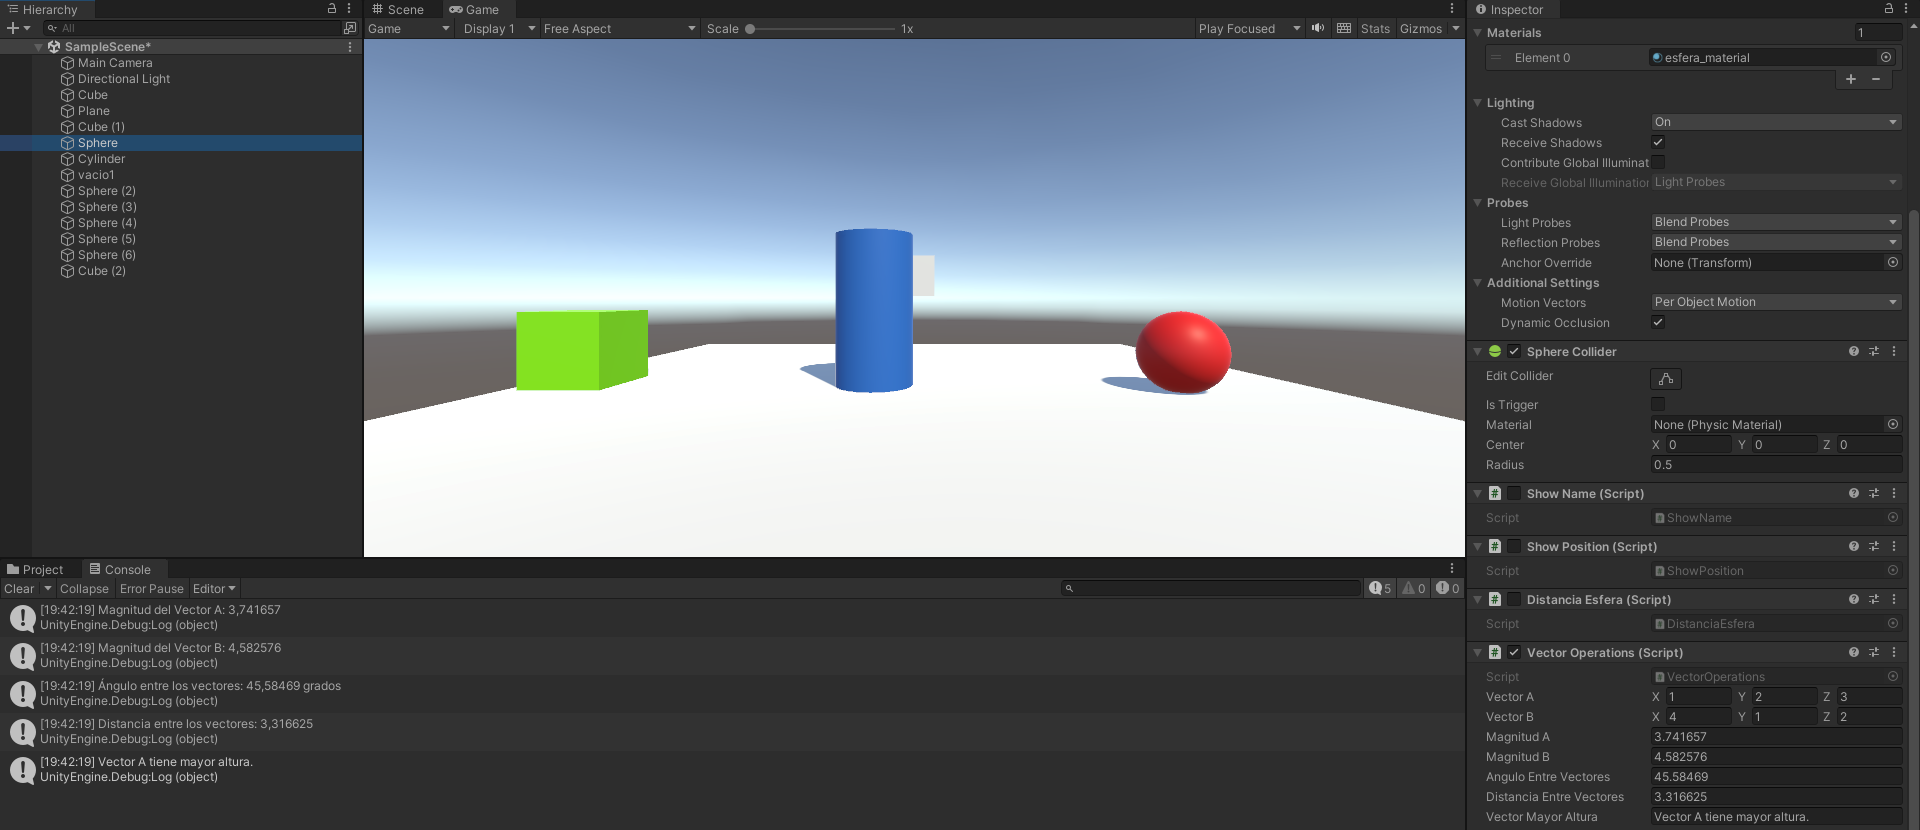 Hierarchy
All
SampleScene*
Main Camera
Directional Light
Cube
Plane
Cube (1)
Sphere
Cylinder
vacio1
Sphere (2)
Sphere (3)
Sphere (4)
Sphere (5)
Sphere (6)
Cube (2)
Scene Game
Game Display 1 Free Aspect Scale 1x Play Focused Stats Gizmos
Project Console
Clear Collapse Error Pause Editor 5 0 0
[19:42:19] Magnitud del Vector A: 3,741657
UnityEngine.Debug:Log (object)
[19:42:19] Magnitud del Vector B: 4,582576
UnityEngine.Debug:Log (object)
[19:42:19] Ángulo entre los vectores: 45,58469 grados
UnityEngine.Debug:Log (object)
[19:42:19] Distancia entre los vectores: 3,316625
UnityEngine.Debug:Log (object)
[19:42:19] Vector A tiene mayor altura.
UnityEngine.Debug:Log (object)
Inspector
Materials 1
Element 0 esfera_material
Lighting
Cast Shadows On
Receive Shadows
Contribute Global Illuminat
Receive Global Illumination Light Probes
Probes
Light Probes Blend Probes
Reflection Probes Blend Probes
Anchor Override None (Transform)
Additional Settings
Motion Vectors Per Object Motion
Dynamic Occlusion
Sphere Collider
Edit Collider
Is Trigger
Material None (Physic Material)
Center X 0 Y 0 Z 0
Radius 0.5
# Show Name (Script)
Script ShowName
# Show Position (Script)
Script ShowPosition
# Distancia Esfera (Script)
Script DistanciaEsfera
# Vector Operations (Script)
Script VectorOperations
Vector A X 1 Y 2 Z 3
Vector B X 4 Y 1 Z 2
Magnitud A 3.741657
Magnitud B 4.582576
Angulo Entre Vectores 45.58469
Distancia Entre Vectores 3.316625
Vector Mayor Altura Vector A tiene mayor altura.